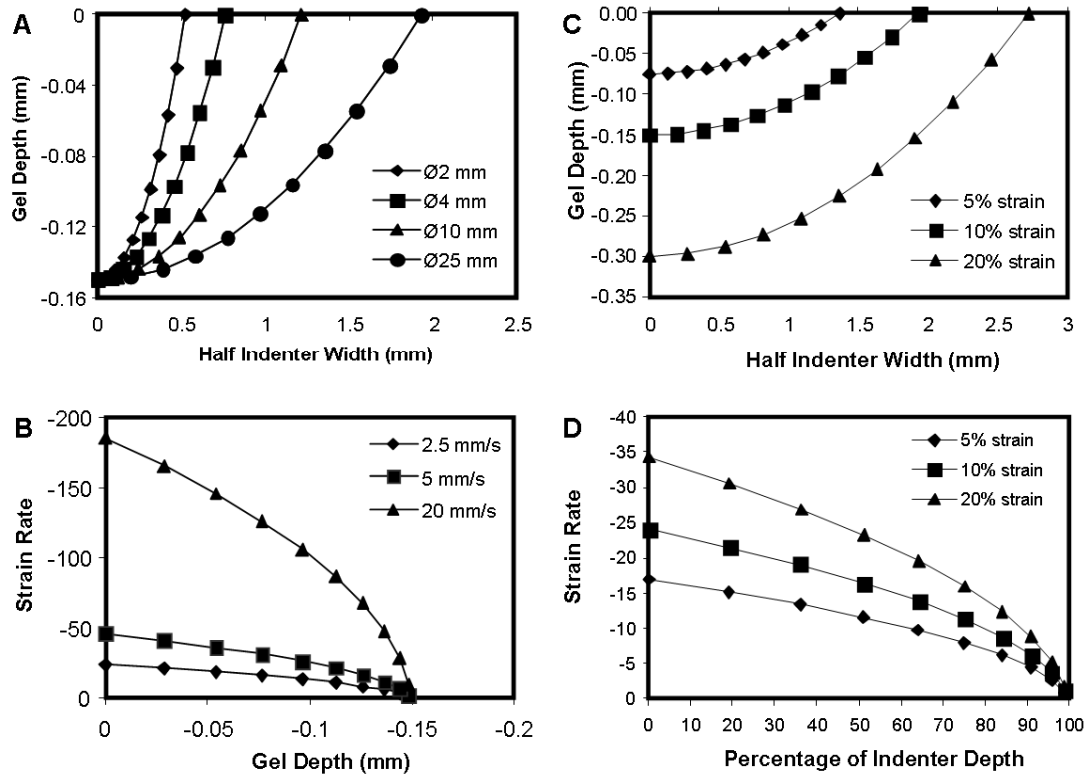 A
Gel Depth (mm)
0
-0.04
-0.08
-0.12
-0.16
Ø2 mm
Ø4 mm
Ø10 mm
Ø25 mm
0 0.5 1 1.5 2 2.5
Half Indenter Width (mm)
C
Gel Depth (mm)
0.00
-0.05
-0.10
-0.15
-0.20
-0.25
-0.30
-0.35
5% strain
10% strain
20% strain
0 0.5 1 1.5 2 2.5 3
Half Indenter Width (mm)
B
Strain Rate
-200
-150
-100
-50
0
2.5 mm/s
5 mm/s
20 mm/s
0 -0.05 -0.1 -0.15 -0.2
Gel Depth (mm)
D
Strain Rate
-40
-35
-30
-25
-20
-15
-10
-5
0
5% strain
10% strain
20% strain
0 10 20 30 40 50 60 70 80 90 100
Percentage of Indenter Depth